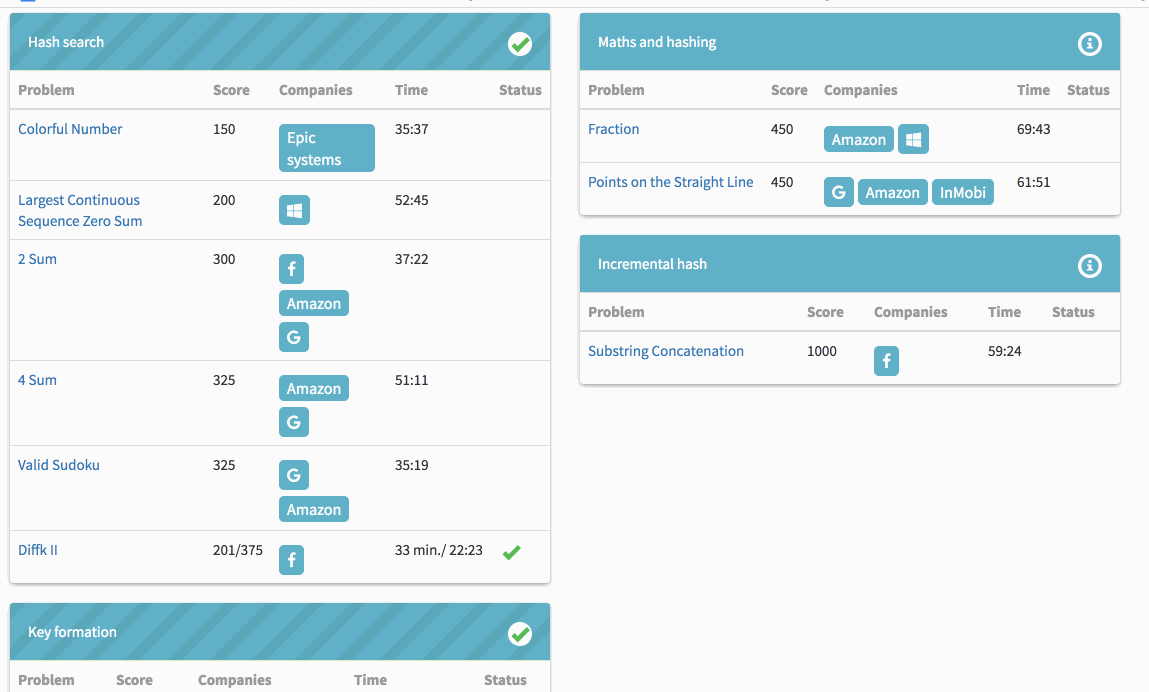 Hash search
Problem Score Companies Time Status
Colorful Number 150 Epic systems 35:37
Largest Continuous Sequence Zero Sum 200 52:45
2 Sum 300 f Amazon G 37:22
4 Sum 325 Amazon G 51:11
Valid Sudoku 325 G Amazon 35:19
Diffk II 201/375 f 33 min./ 22:23
Key formation
Problem Score Companies Time Status
Maths and hashing
Problem Score Companies Time Status
Fraction 450 Amazon 69:43
Points on the Straight Line 450 G Amazon InMobi 61:51
Incremental hash
Problem Score Companies Time Status
Substring Concatenation 1000 f 59:24